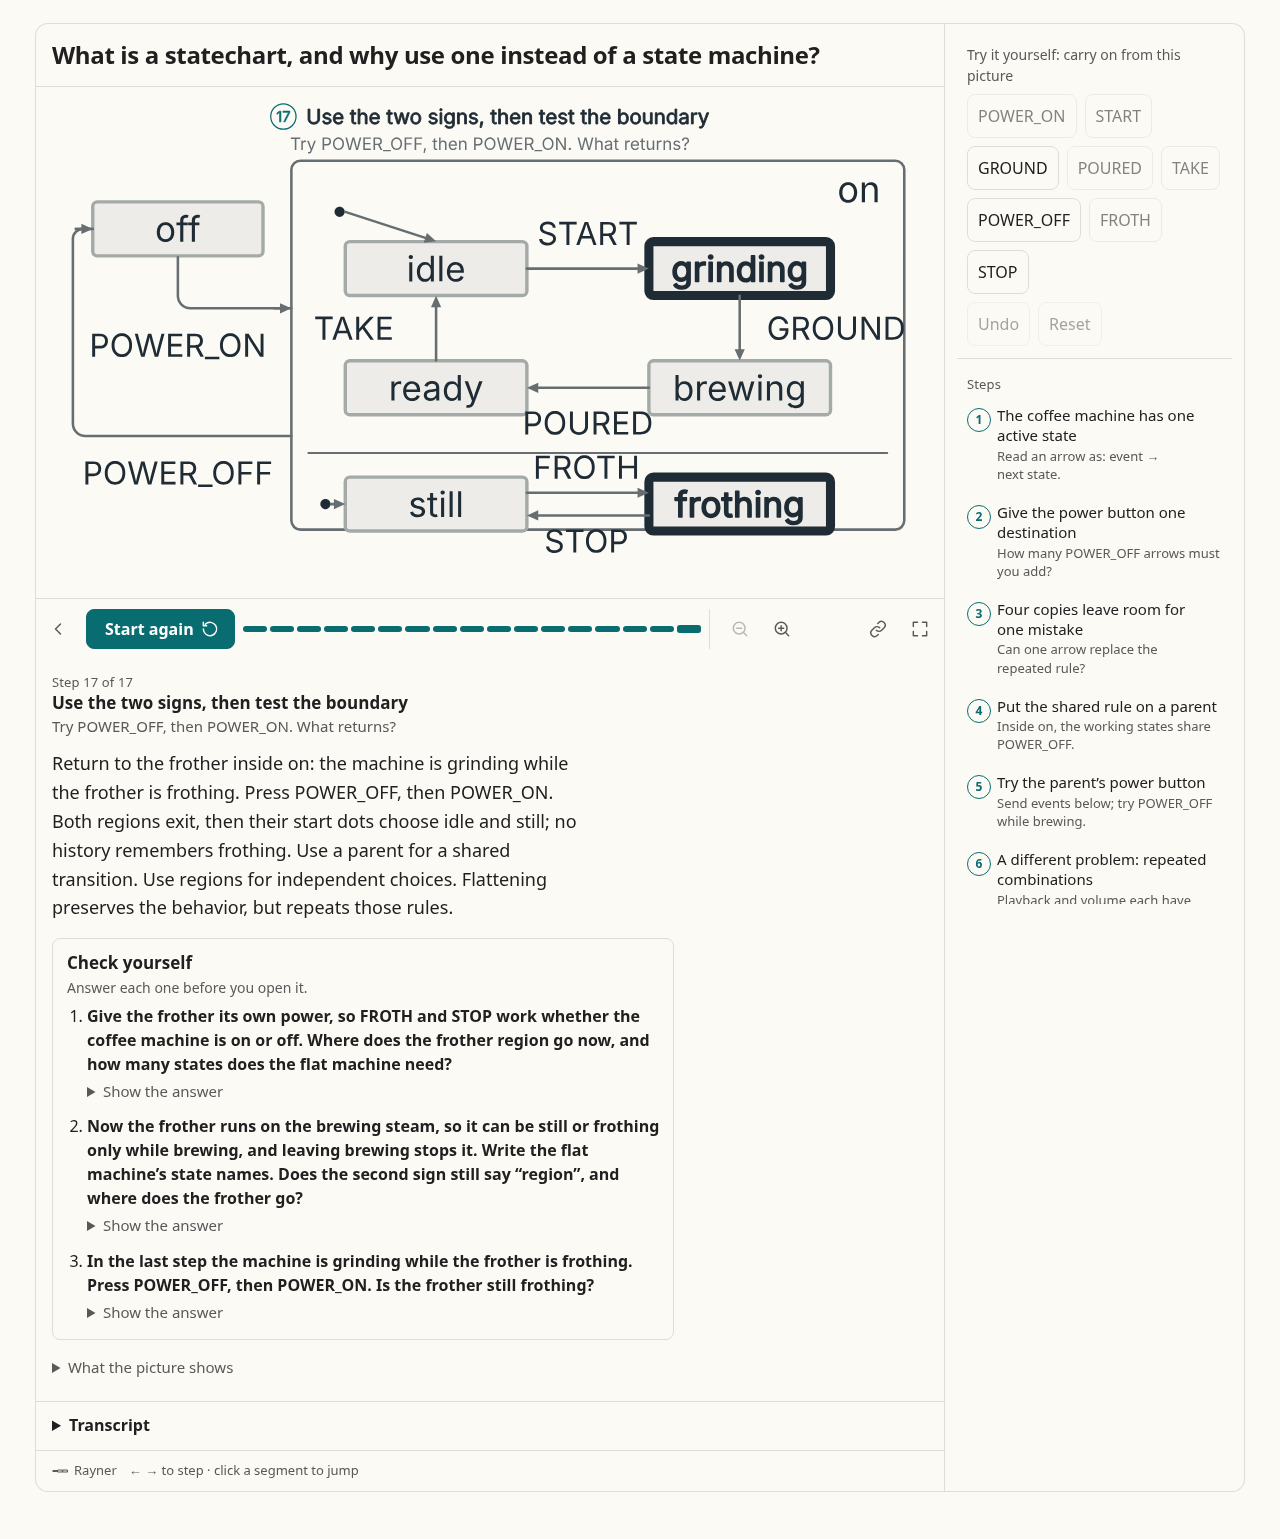 What is a statechart, and why use one instead of a state machine?
17 Use the two signs, then test the boundary
Try POWER_OFF, then POWER_ON. What returns?
on
off
START
idle
grinding
TAKE
GROUND
POWER_ON
ready
brewing
POURED
FROTH
POWER_OFF
still
frothing
STOP
Start again
Step 17 of 17
Use the two signs, then test the boundary
Try POWER_OFF, then POWER_ON. What returns?
Return to the frother inside on: the machine is grinding while
the frother is frothing. Press POWER_OFF, then POWER_ON.
Both regions exit, then their start dots choose idle and still; no
history remembers frothing. Use a parent for a shared
transition. Use regions for independent choices. Flattening
preserves the behavior, but repeats those rules.
Check yourself
Answer each one before you open it.
1. Give the frother its own power, so FROTH and STOP work whether the
coffee machine is on or off. Where does the frother region go now, and
how many states does the flat machine need?
▶ Show the answer
2. Now the frother runs on the brewing steam, so it can be still or frothing
only while brewing, and leaving brewing stops it. Write the flat
machine’s state names. Does the second sign still say “region”, and
where does the frother go?
▶ Show the answer
3. In the last step the machine is grinding while the frother is frothing.
Press POWER_OFF, then POWER_ON. Is the frother still frothing?
▶ Show the answer
▶ What the picture shows
▶ Transcript
Rayner ← → to step · click a segment to jump
Try it yourself: carry on from this
picture
POWER_ON START
GROUND POURED TAKE
POWER_OFF FROTH
STOP
Undo Reset
Steps
1 The coffee machine has one
active state
Read an arrow as: event →
next state.
2 Give the power button one
destination
How many POWER_OFF arrows must
you add?
3 Four copies leave room for
one mistake
Can one arrow replace the
repeated rule?
4 Put the shared rule on a parent
Inside on, the working states share
POWER_OFF.
5 Try the parent’s power button
Send events below; try POWER_OFF
while brewing.
6 A different problem: repeated
combinations
Playback and volume each have